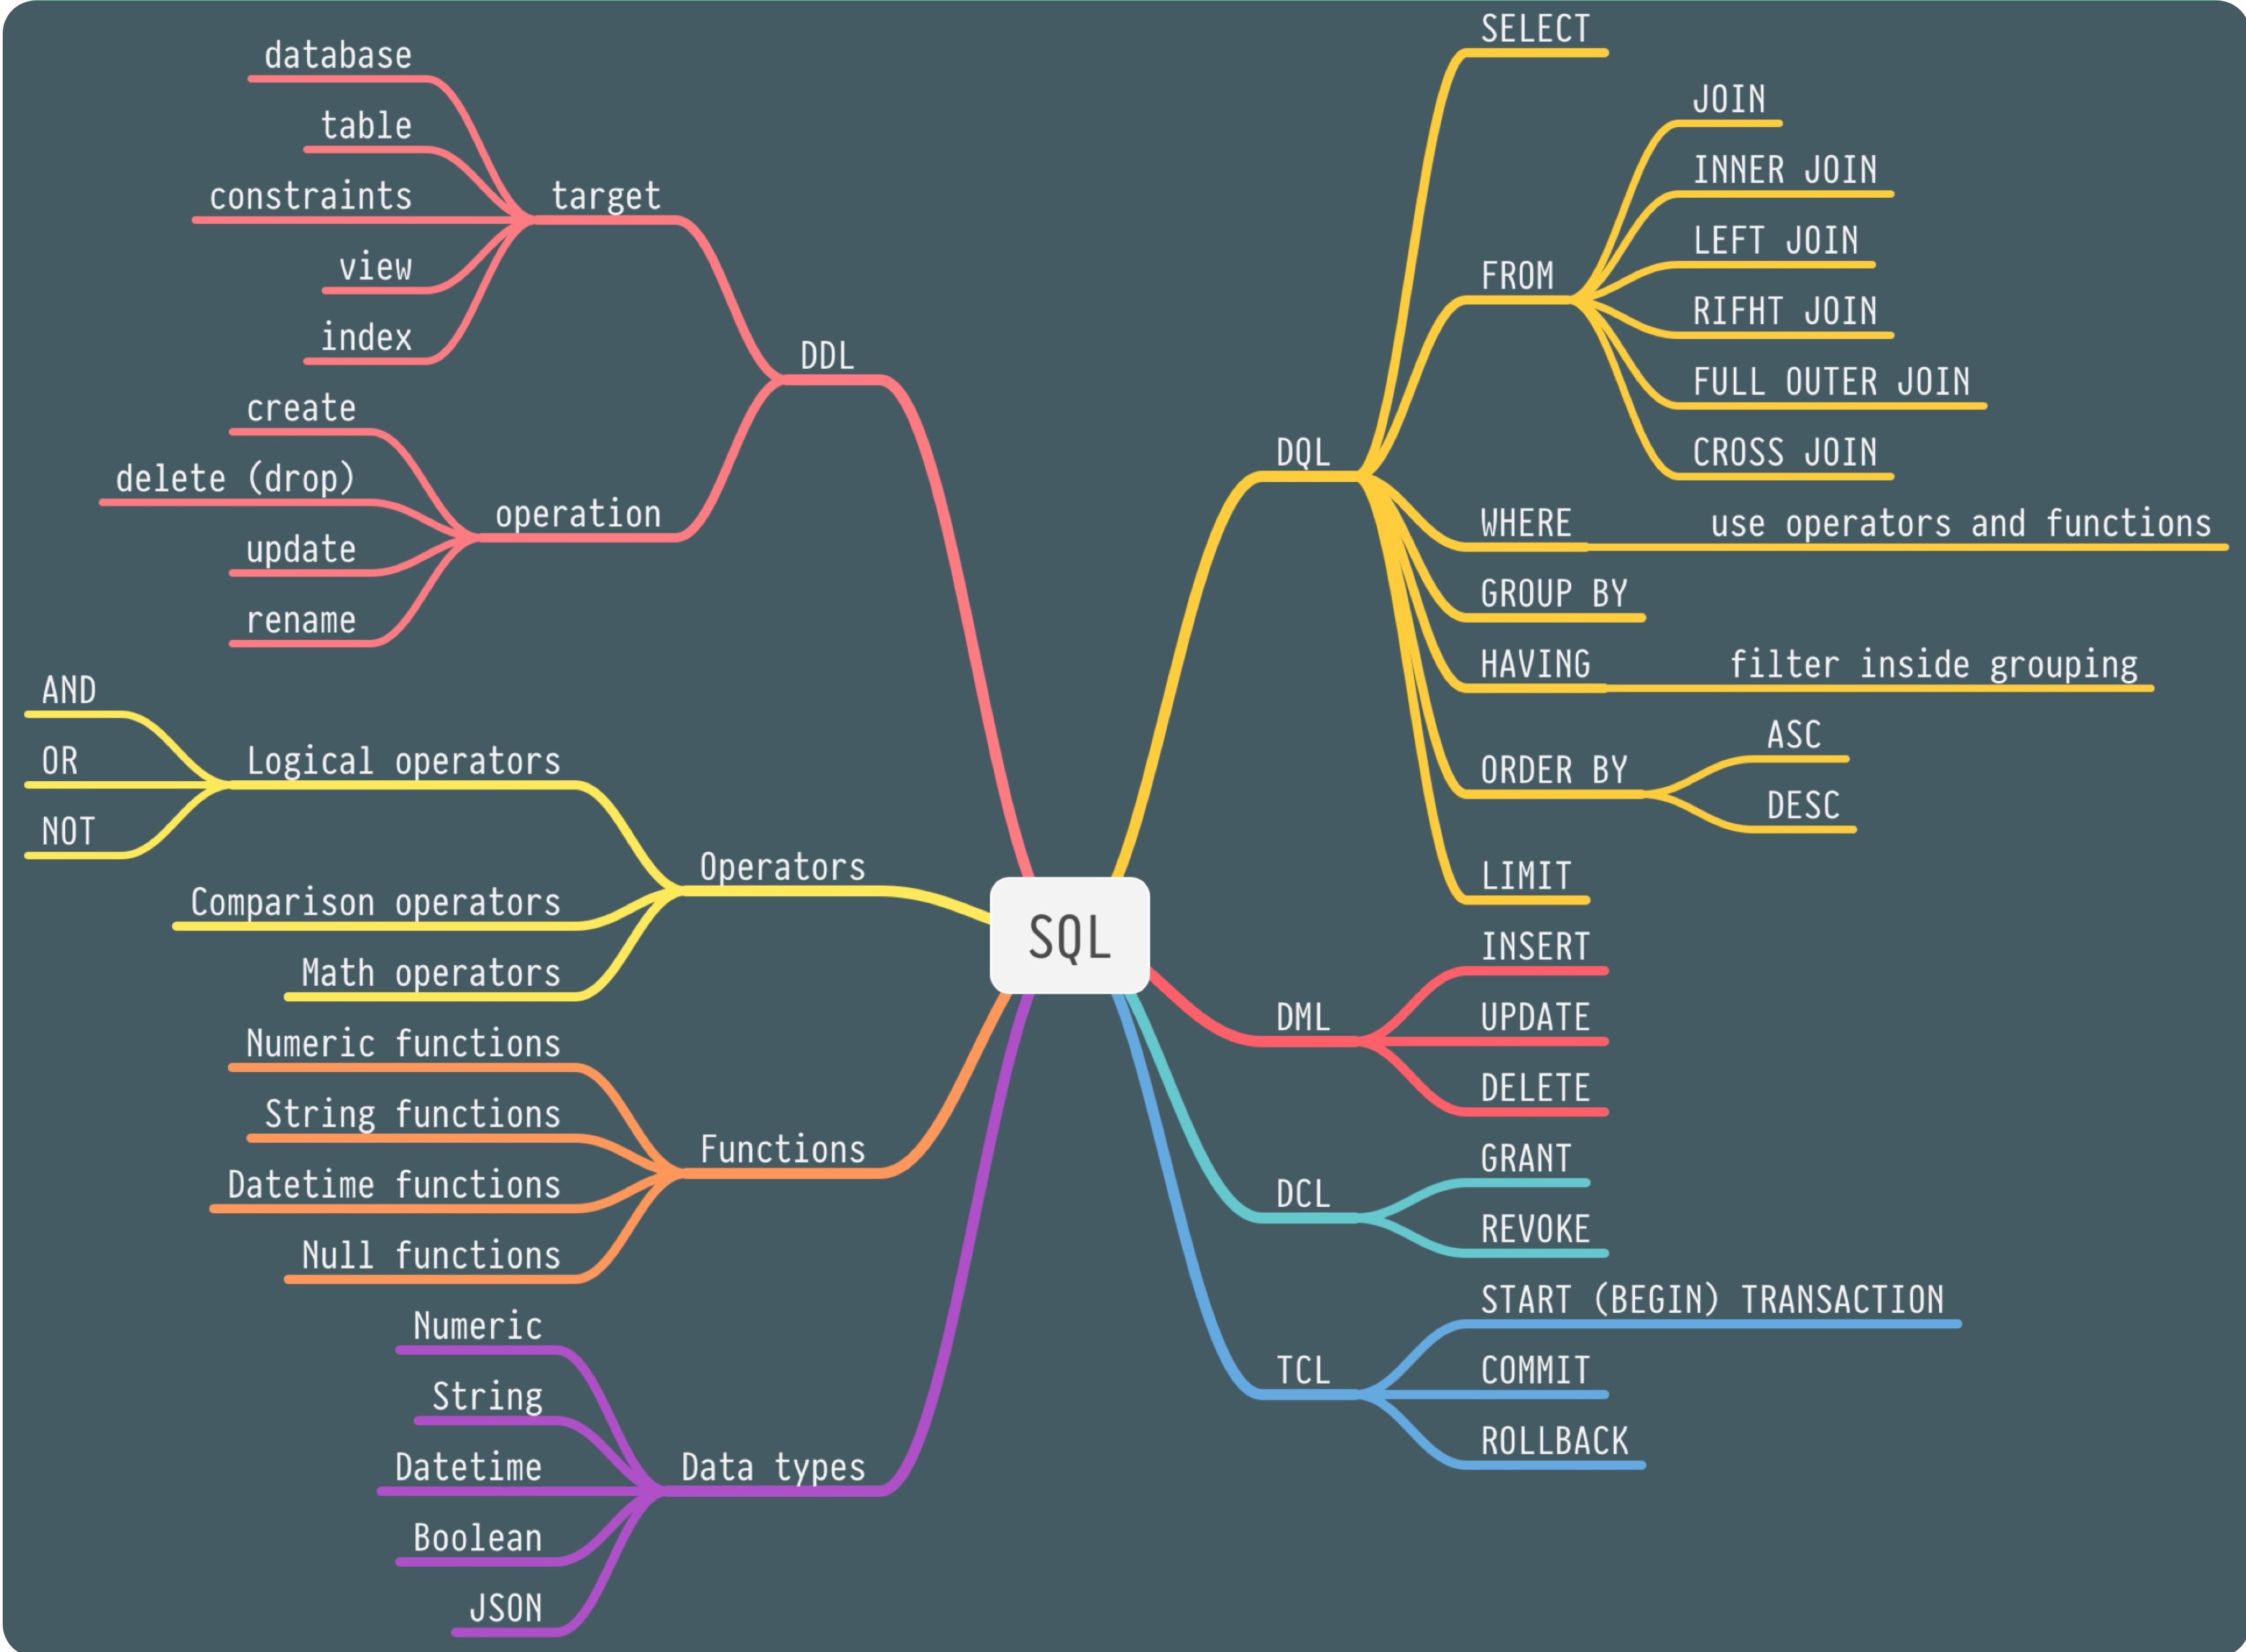 SQL
DDL
target
database
table
constraints
view
index
operation
create
delete (drop)
update
rename
Operators
Logical operators
AND
OR
NOT
Comparison operators
Math operators
Functions
Numeric functions
String functions
Datetime functions
Null functions
Data types
Numeric
String
Datetime
Boolean
JSON
DQL
SELECT
FROM
JOIN
INNER JOIN
LEFT JOIN
RIFHT JOIN
FULL OUTER JOIN
CROSS JOIN
WHERE
use operators and functions
GROUP BY
HAVING
filter inside grouping
ORDER BY
ASC
DESC
LIMIT
DML
INSERT
UPDATE
DELETE
DCL
GRANT
REVOKE
TCL
START (BEGIN) TRANSACTION
COMMIT
ROLLBACK